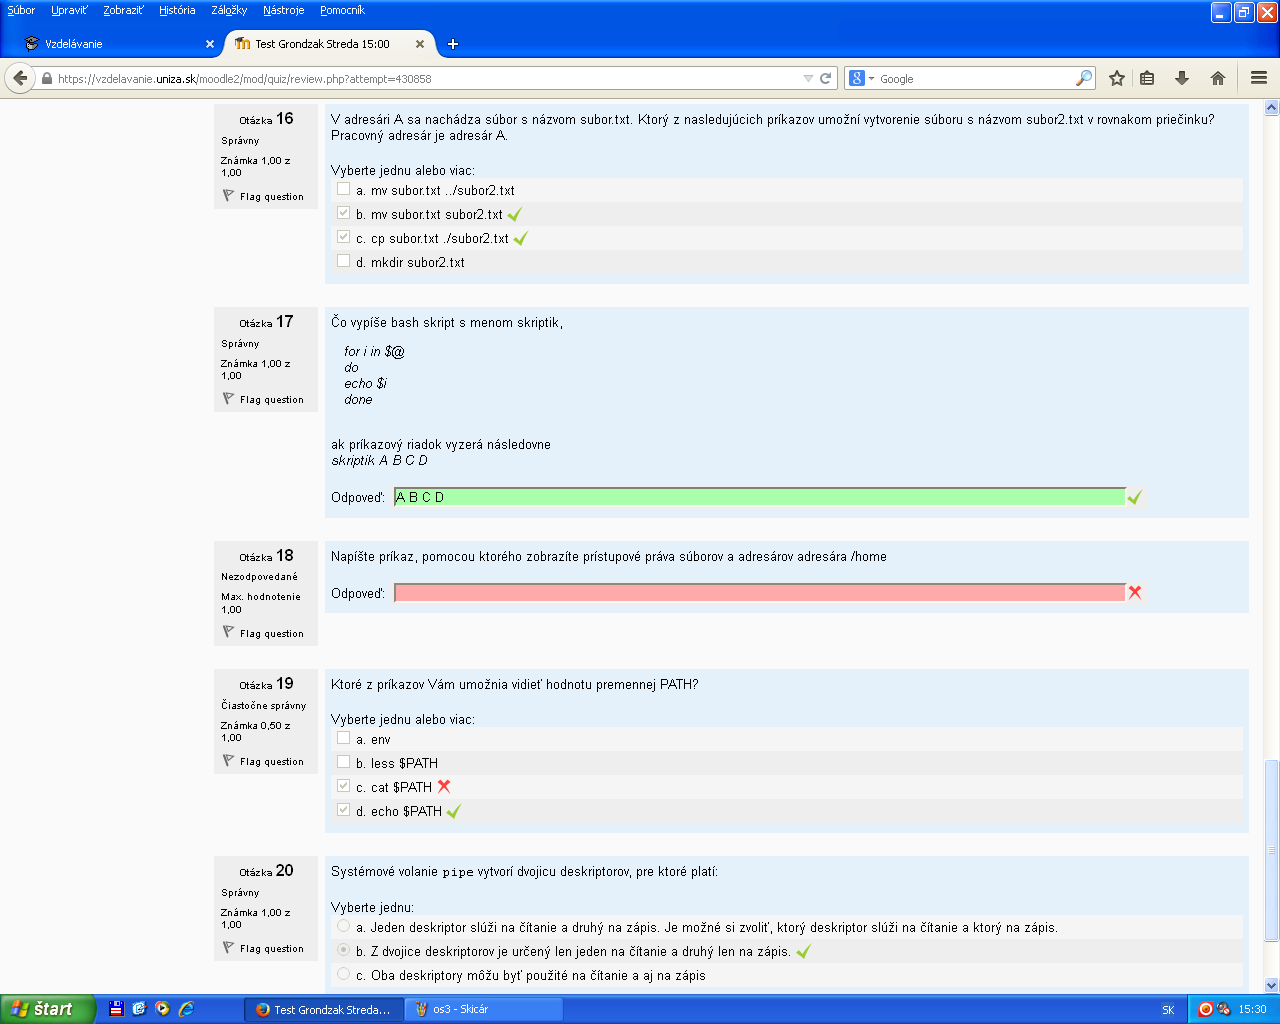 Súbor Upraviť Zobraziť História Záložky Nástroje Pomocník
Vzdelávanie
Test Grondzak Streda 15:00
https://vzdelavanie.uniza.sk/moodle2/mod/quiz/review.php?attempt=430858
Google
Otázka 16
Správny
Známka 1,00 z
1,00
Flag question
V adresári A sa nachádza súbor s názvom subor.txt. Ktorý z nasledujúcich príkazov umožní vytvorenie súboru s názvom subor2.txt v rovnakom priečinku?
Pracovný adresár je adresár A.
Vyberte jednu alebo viac:
a. mv subor.txt ../subor2.txt
b. mv subor.txt subor2.txt
c. cp subor.txt ./subor2.txt
d. mkdir subor2.txt
Otázka 17
Správny
Známka 1,00 z
1,00
Flag question
Čo vypíše bash skript s menom skriptik,
for i in $@
do
echo $i
done
ak príkazový riadok vyzerá následovne
skriptik A B C D
Odpoveď: A B C D
Otázka 18
Nezodpovedané
Max. hodnotenie
1,00
Flag question
Napíšte príkaz, pomocou ktorého zobrazíte prístupové práva súborov a adresárov adresára /home
Odpoveď:
Otázka 19
Čiastočne správny
Známka 0,50 z
1,00
Flag question
Ktoré z príkazov Vám umožnia vidieť hodnotu premennej PATH?
Vyberte jednu alebo viac:
a. env
b. less $PATH
c. cat $PATH
d. echo $PATH
Otázka 20
Správny
Známka 1,00 z
1,00
Flag question
Systémové volanie pipe vytvorí dvojicu deskriptorov, pre ktoré platí:
Vyberte jednu:
a. Jeden deskriptor slúži na čítanie a druhý na zápis. Je možné si zvoliť, ktorý deskriptor slúži na čítanie a ktorý na zápis.
b. Z dvojice deskriptorov je určený len jeden na čítanie a druhý len na zápis.
c. Oba deskriptory môžu byť použité na čítanie a aj na zápis
štart
Test Grondzak Streda...
os3 - Skicár
SK
15:30